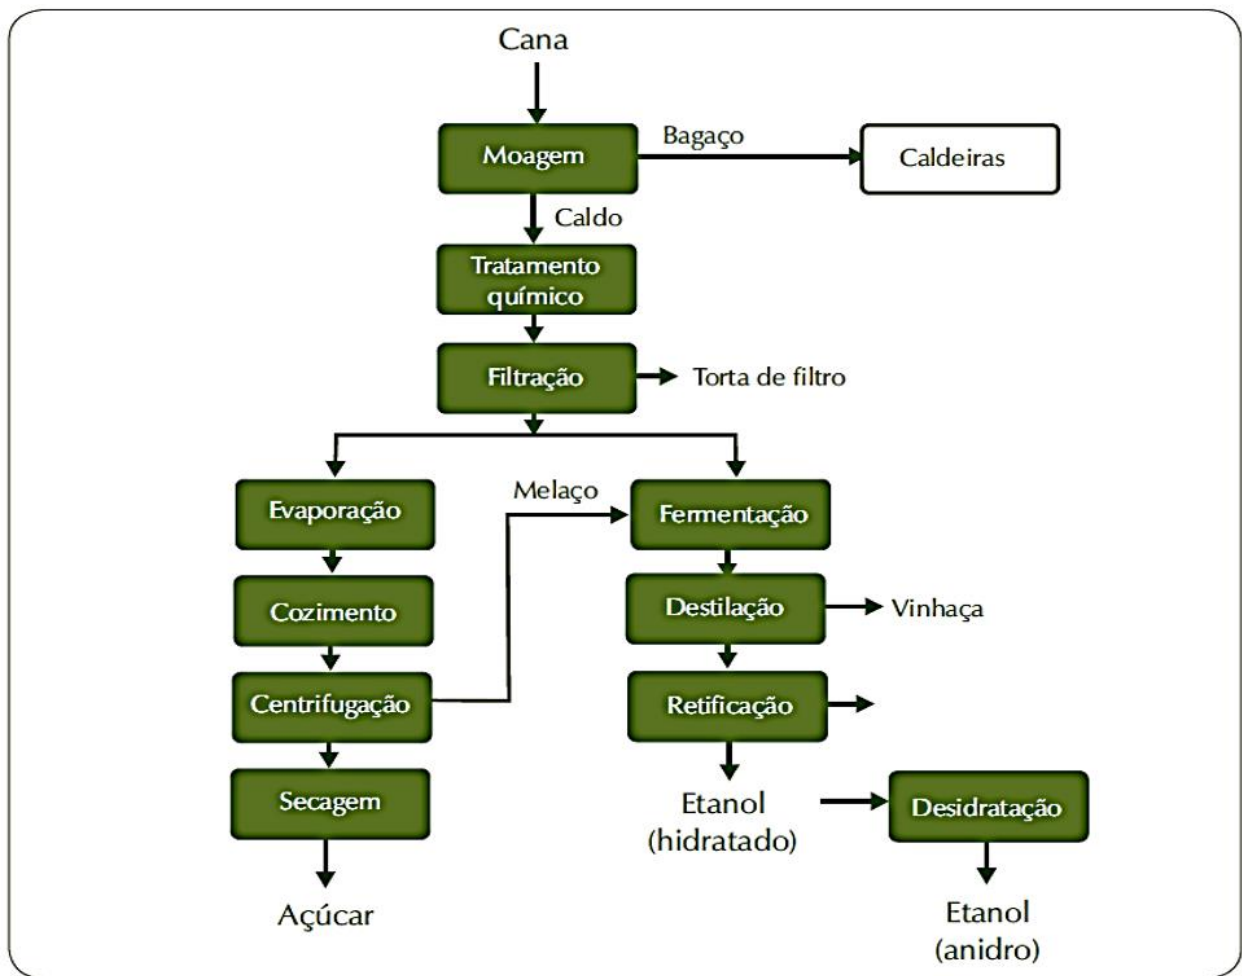 Cana
Moagem
Bagaço
Caldeiras
Caldo
Tratamento
químico
Filtração
Torta de filtro
Evaporação
Melaço
Fermentação
Cozimento
Destilação
Vinhaça
Centrifugação
Retificação
Secagem
Etanol
(hidratado)
Desidratação
Açúcar
Etanol
(anidro)